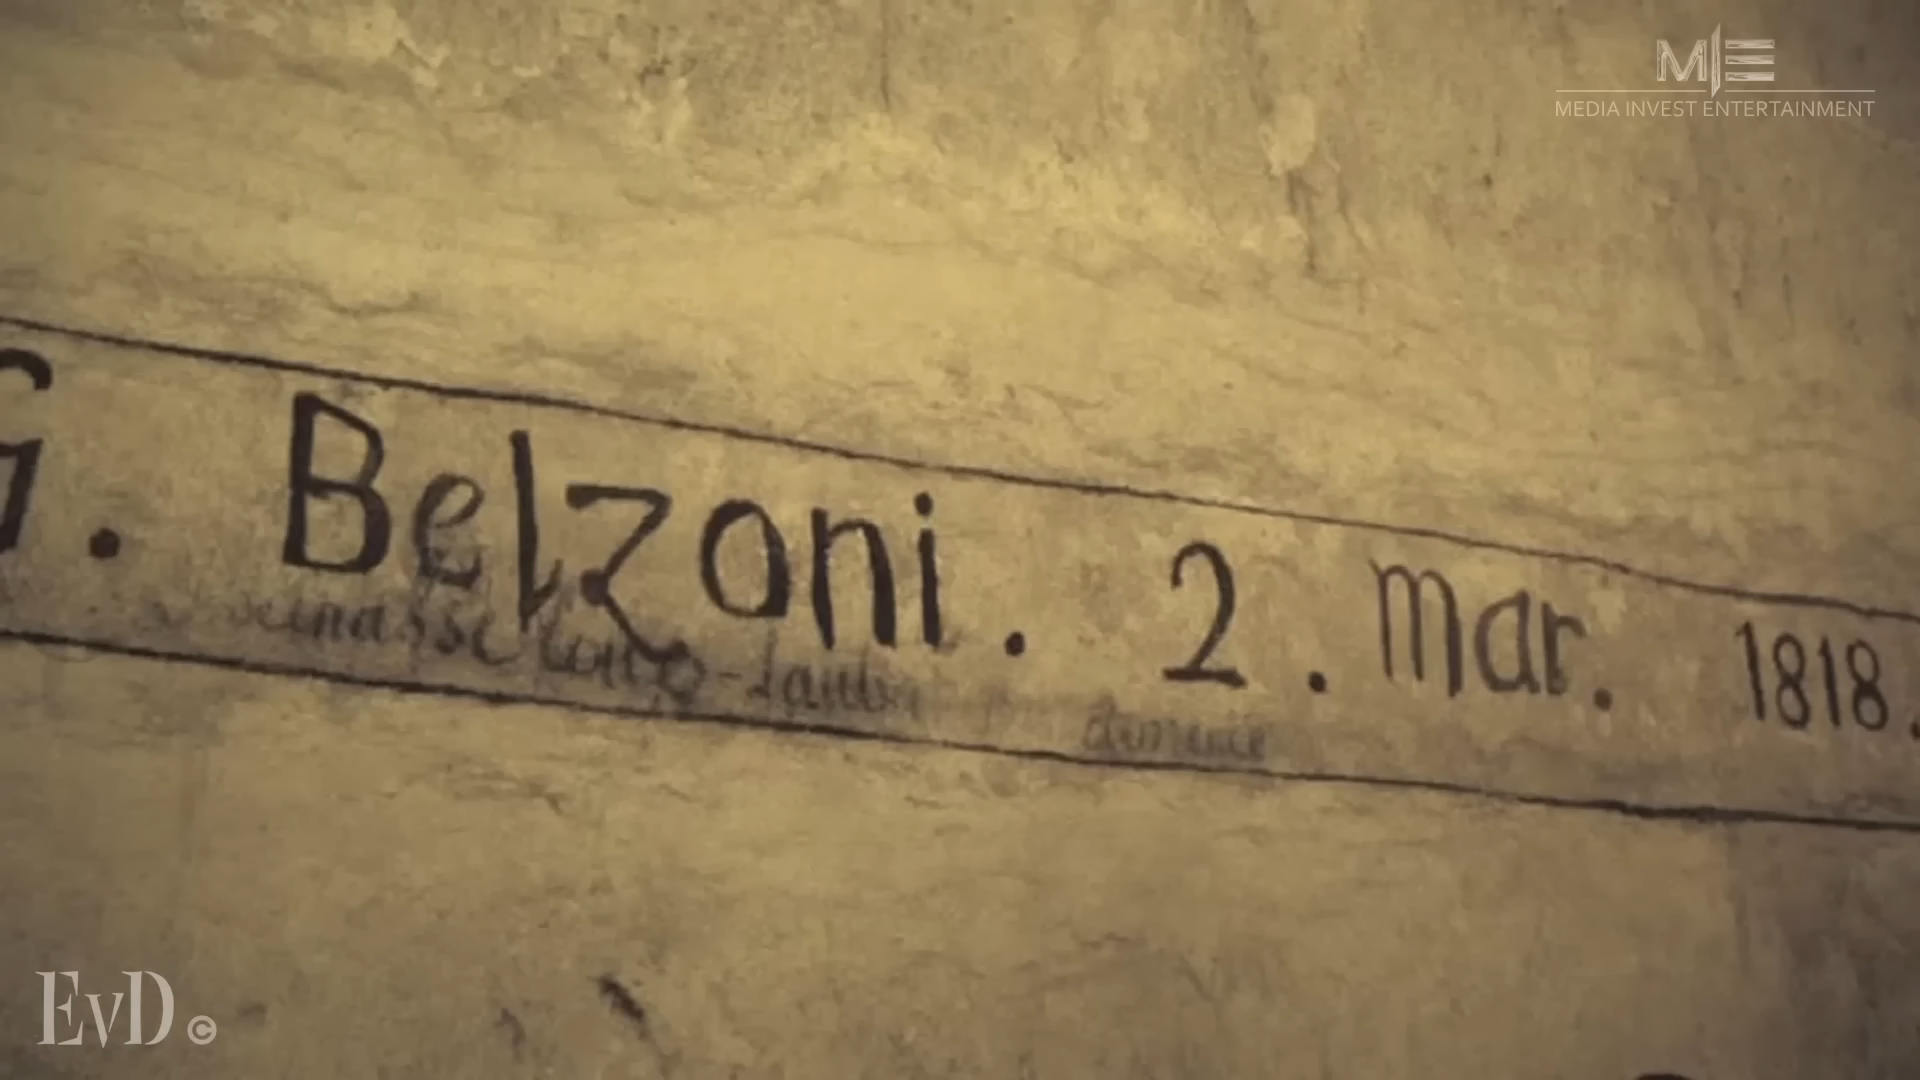 M|E
MEDIA INVEST ENTERTAINMENT
G. Belzoni. 2. Mar. 1818.
EvD ©